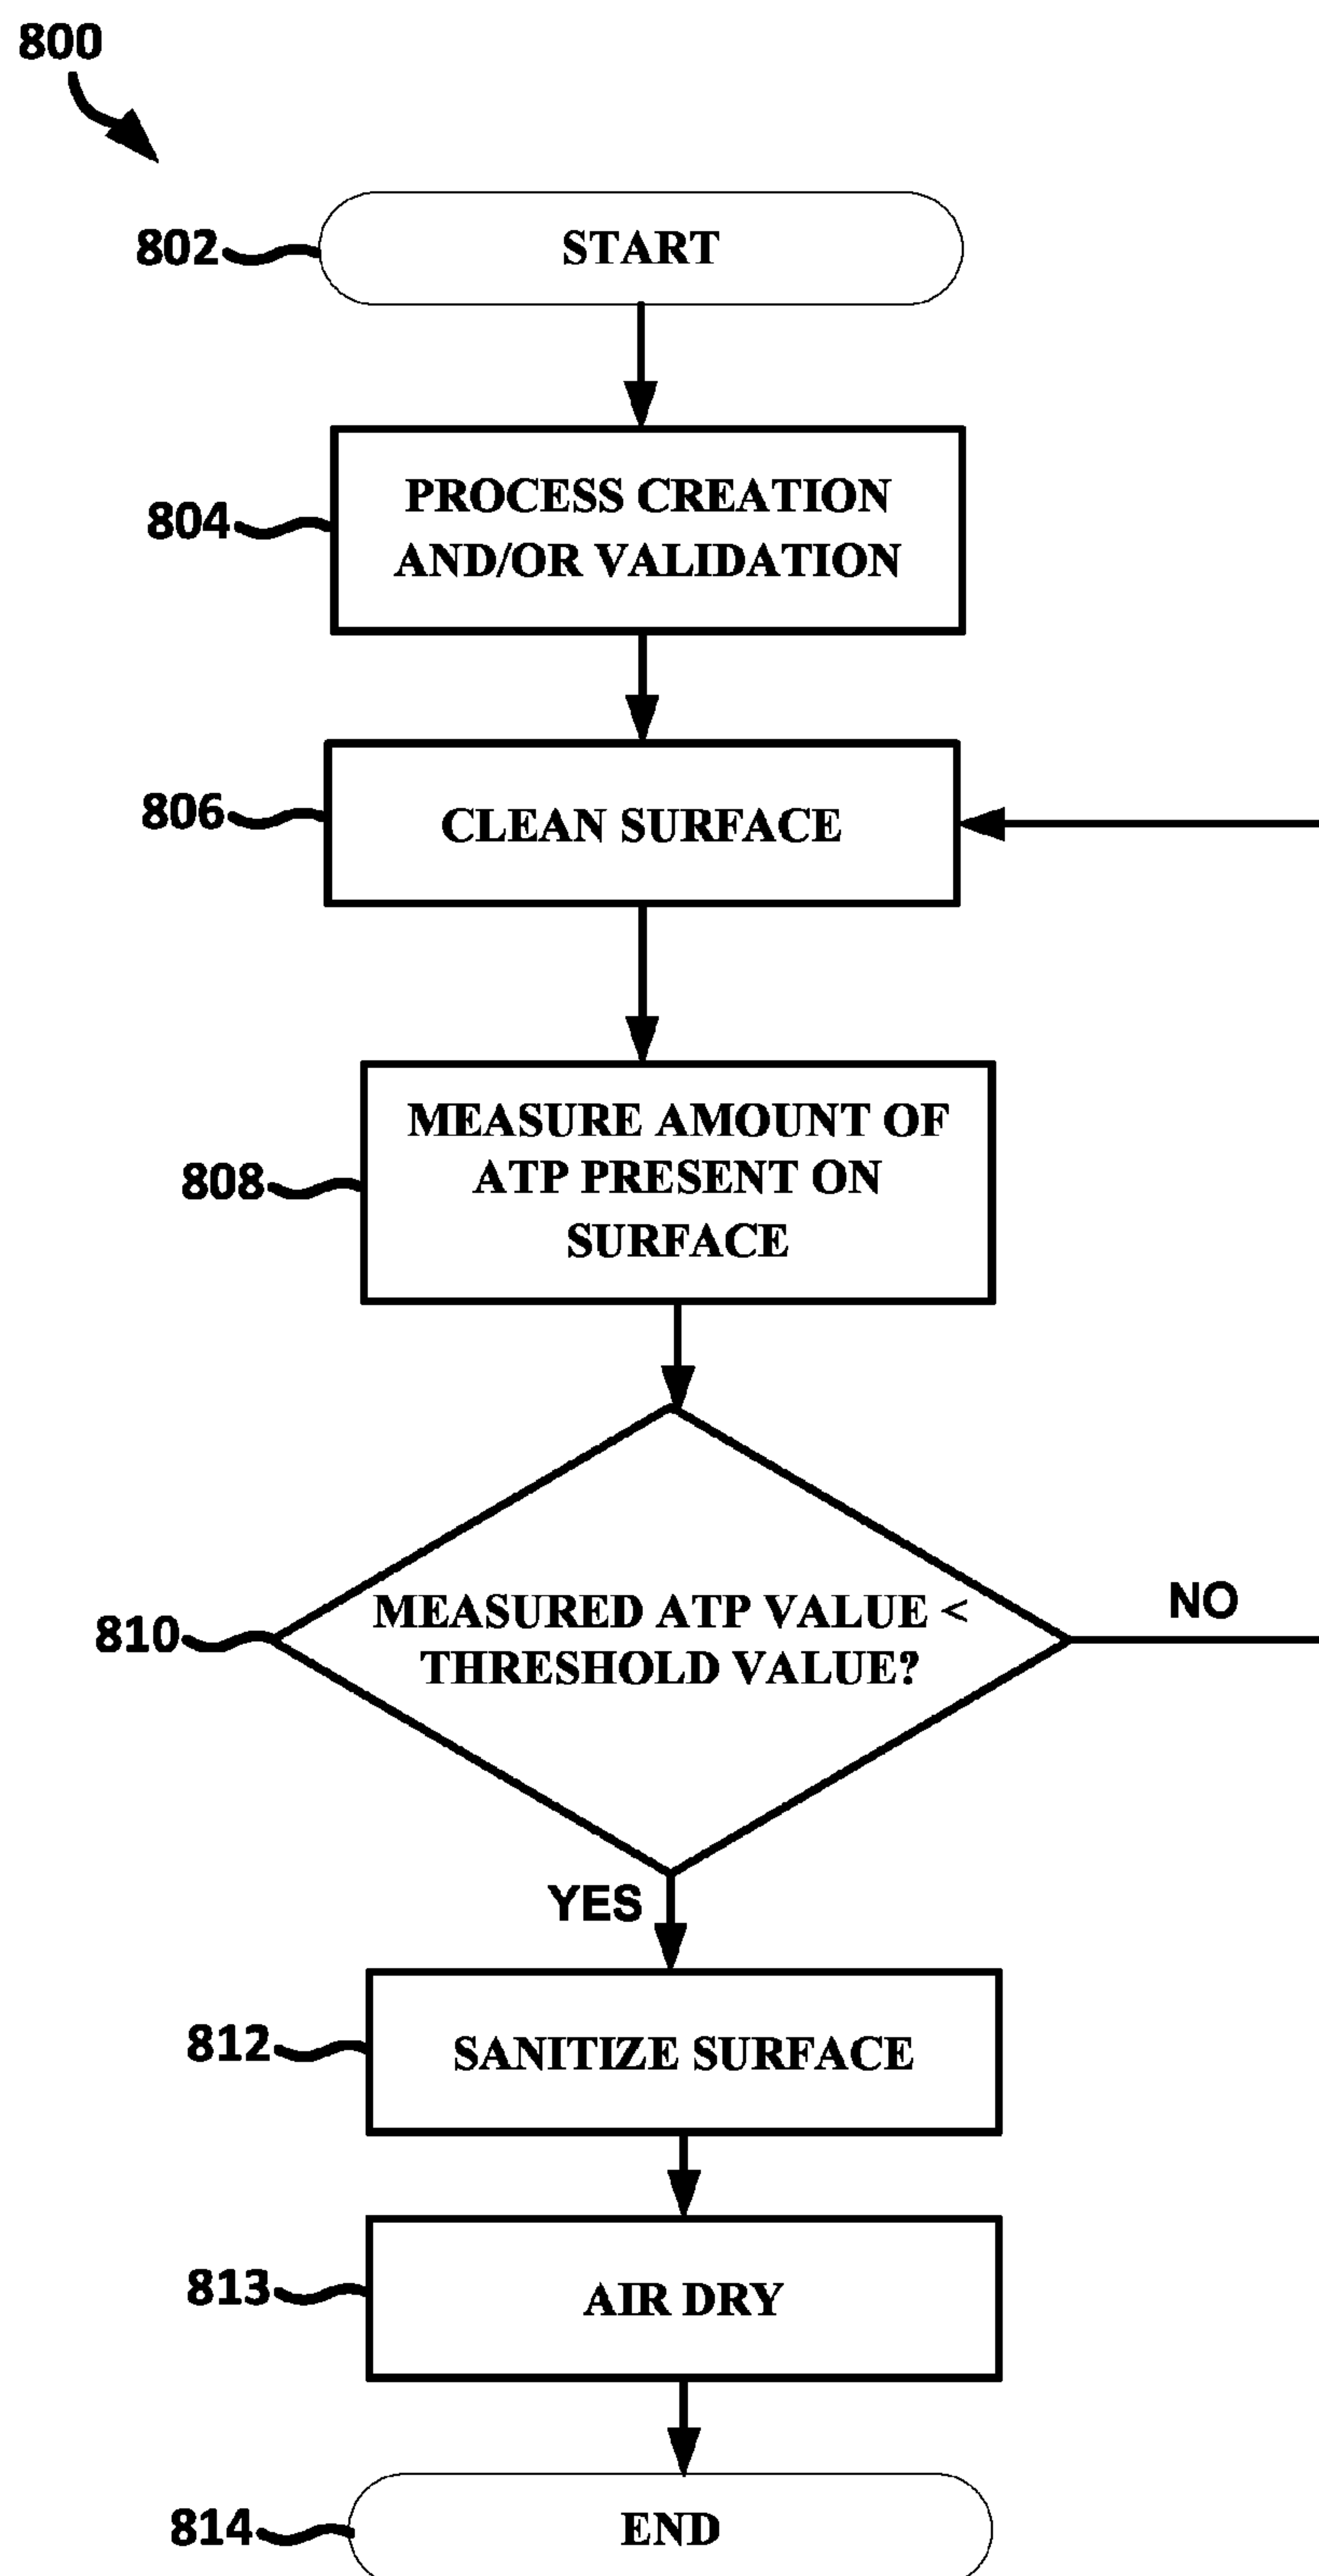 800
802
START
804
PROCESS CREATION
AND/OR VALIDATION
806
CLEAN SURFACE
808
MEASURE AMOUNT OF
ATP PRESENT ON
SURFACE
810
MEASURED ATP VALUE <
THRESHOLD VALUE?
NO
YES
812
SANITIZE SURFACE
813
AIR DRY
814
END